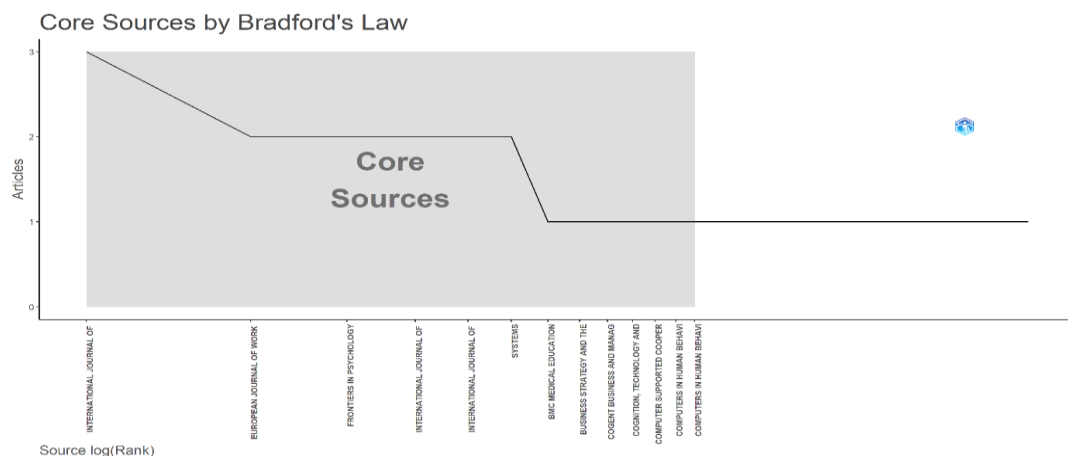 Core Sources by Bradford's Law
Articles
3
2
1
0
Core
Sources
INTERNATIONAL JOURNAL OF
EUROPEAN JOURNAL OF WORK
FRONTIERS IN PSYCHOLOGY
INTERNATIONAL JOURNAL OF
INTERNATIONAL JOURNAL OF
SYSTEMS
BMC MEDICAL EDUCATION
BUSINESS STRATEGY AND THE
COGENT BUSINESS AND MANAG
COGNITION, TECHNOLOGY AND
COMPUTER SUPPORTED COOPER
COMPUTERS IN HUMAN BEHAVI
COMPUTERS IN HUMAN BEHAVI
Source log(Rank)